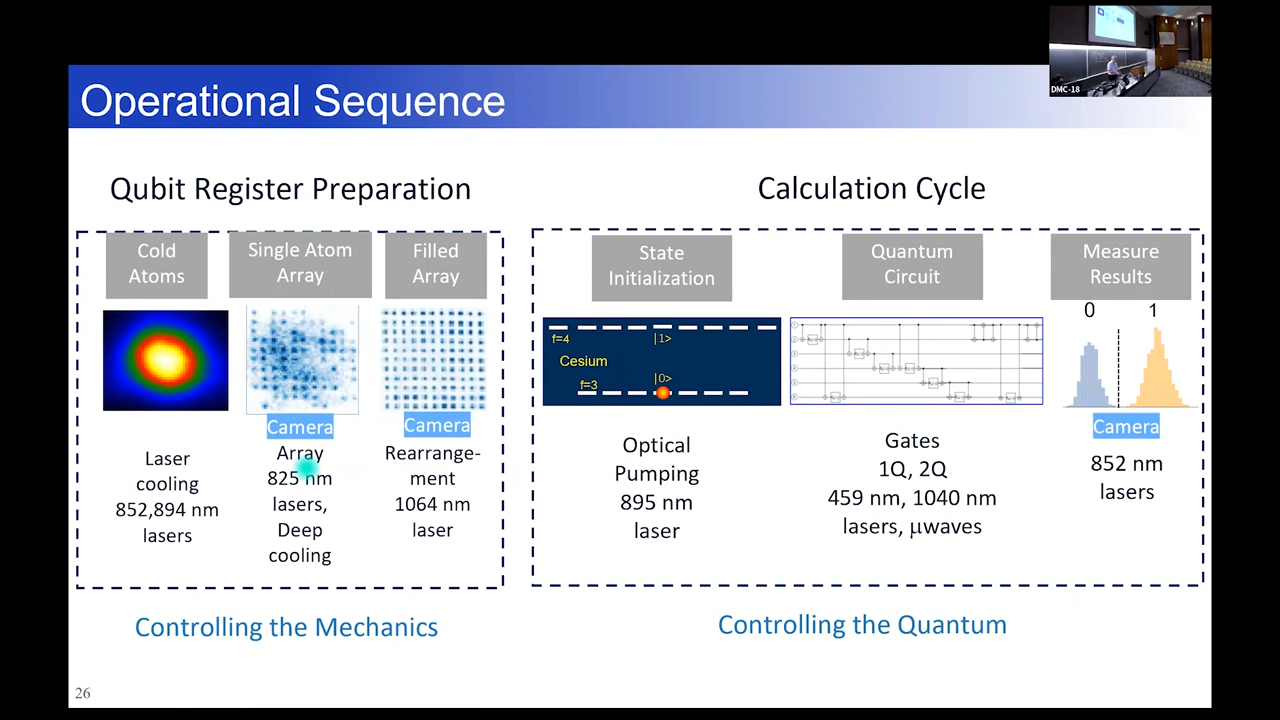 DMC-18
Operational Sequence
Qubit Register Preparation
Calculation Cycle
Cold
Atoms
Single Atom
Array
Filled
Array
State
Initialization
Quantum
Circuit
Measure
Results
0
1
f=4
|1>
Cesium
f=3
|0>
Camera
Camera
Camera
Laser
cooling
852,894 nm
lasers
Array
825 nm
lasers,
Deep
cooling
Rearrange-
ment
1064 nm
laser
Optical
Pumping
895 nm
laser
Gates
1Q, 2Q
459 nm, 1040 nm
lasers, μwaves
852 nm
lasers
Controlling the Mechanics
Controlling the Quantum
26